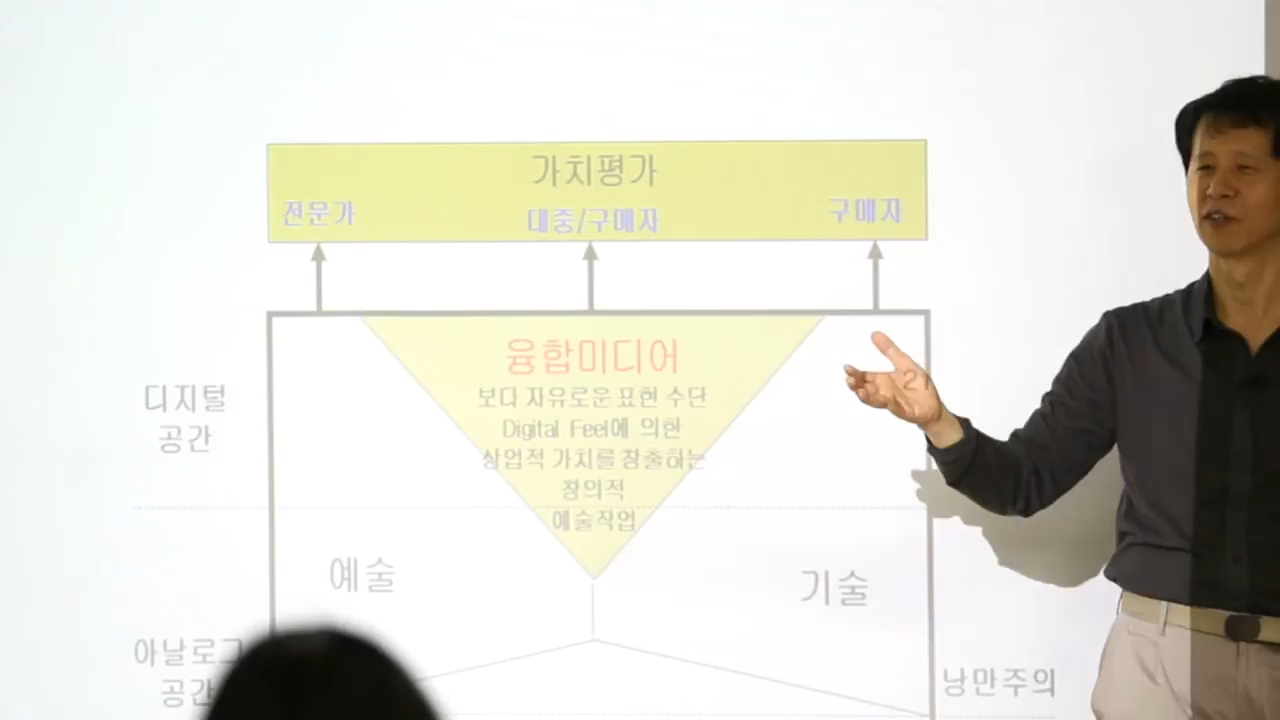 가치평가
전문가 대중/구매자 구매자
융합미디어
보다 자유로운 표현 수단
Digital Feel에 의한
상업적 가치를 창출하는
창의적
예술작업
디지털
공간
예술 기술
아날로그
공간
낭만주의
2